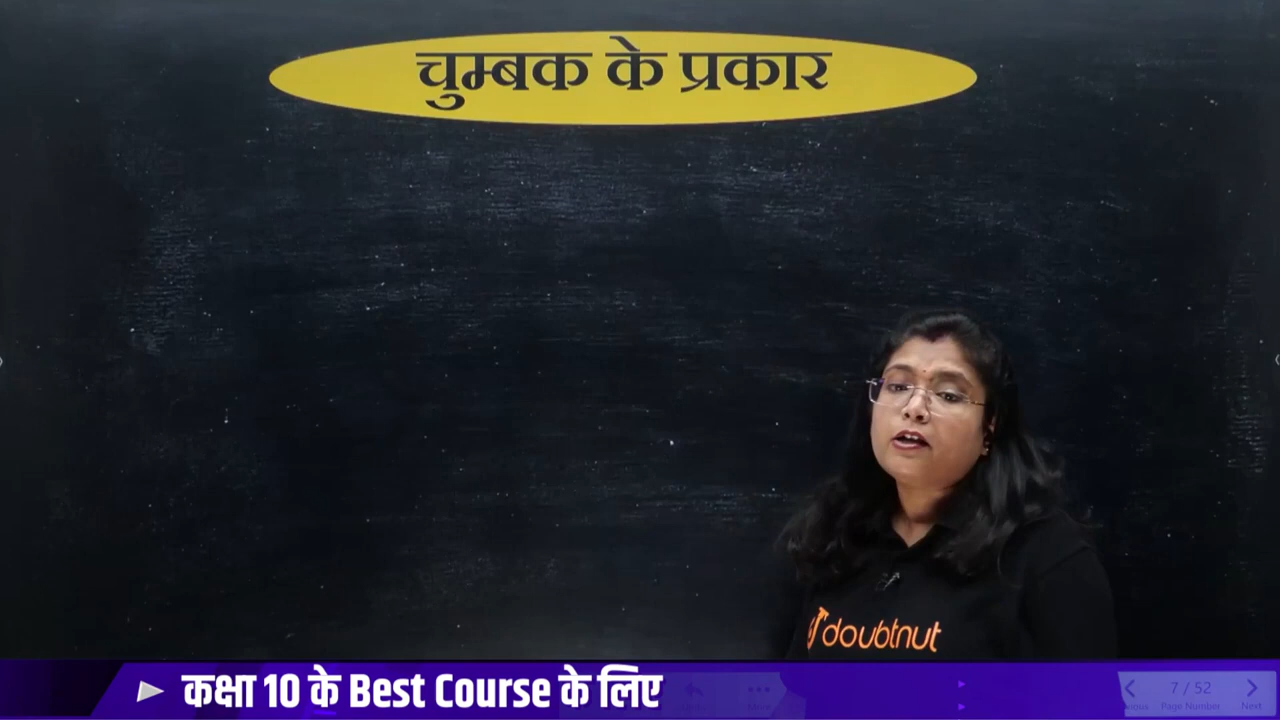 चुम्बक के प्रकार
doubtnut
कक्षा 10 के Best Course के लिए
7 / 52
Page Number
Next